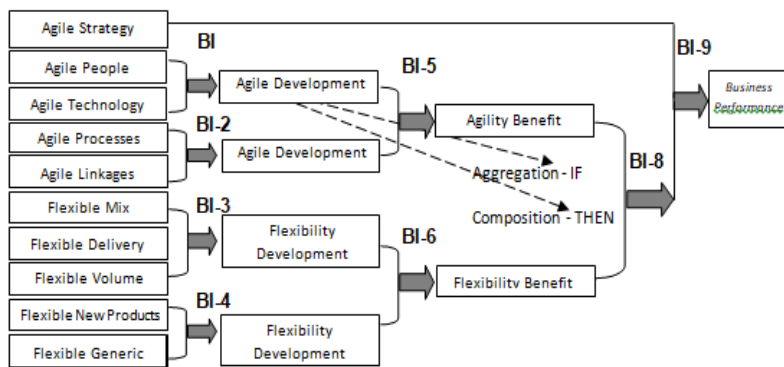 Agile Strategy
Agile People
Agile Technology
Agile Processes
Agile Linkages
Flexible Mix
Flexible Delivery
Flexible Volume
Flexible New Products
Flexible Generic
BI
BI-2
BI-3
BI-4
Agile Development
Agile Development
Flexibility
Development
Flexibility
Development
BI-5
BI-6
Agility Benefit
Aggregation - IF
Composition - THEN
Flexibility Benefit
BI-8
BI-9
Business
Performance